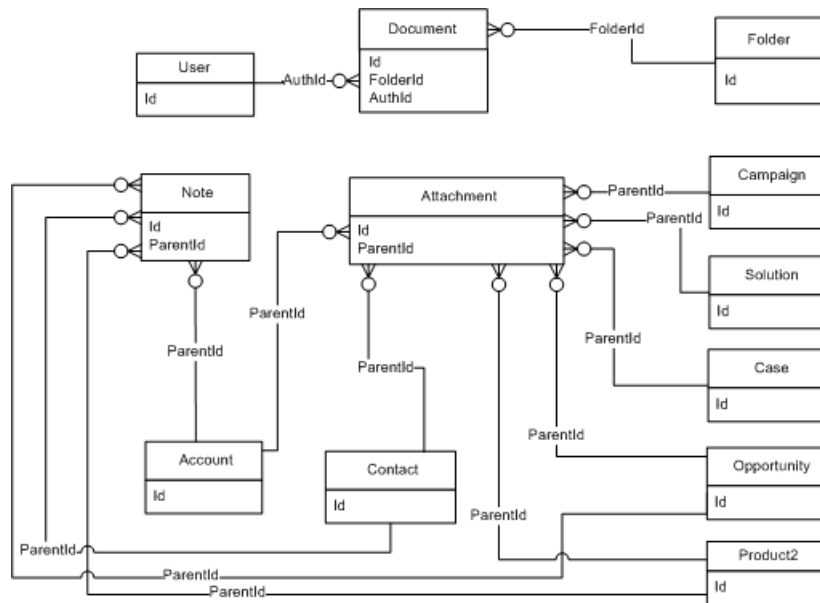 Document
Id
FolderId
AuthId
User
Id
AuthId
FolderId
Folder
Id
Note
Id
ParentId
Attachment
Id
ParentId
Campaign
Id
ParentId
ParentId
Solution
Id
ParentId
ParentId
ParentId
ParentId
Case
Id
ParentId
Account
Id
Contact
Id
Opportunity
Id
ParentId
ParentId
Product2
Id
ParentId
ParentId